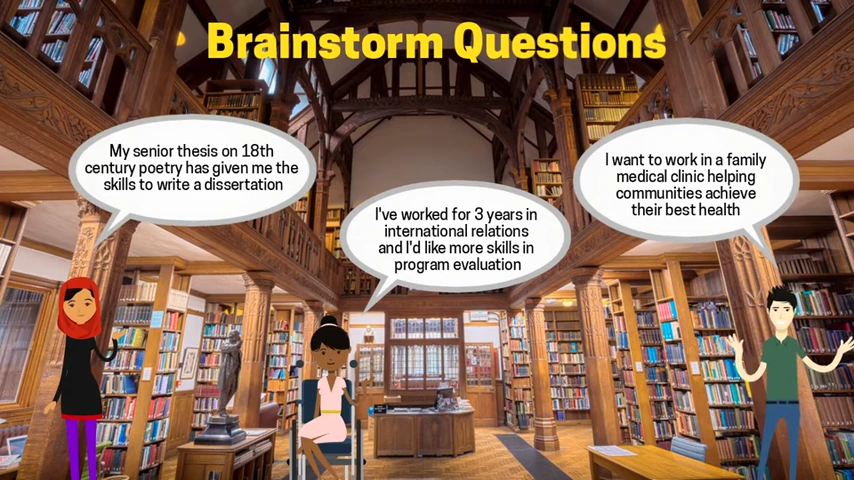 Brainstorm Questions
My senior thesis on 18th
century poetry has given me the
skills to write a dissertation
I've worked for 3 years in
international relations
and I'd like more skills in
program evaluation
I want to work in a family
medical clinic helping
communities achieve
their best health